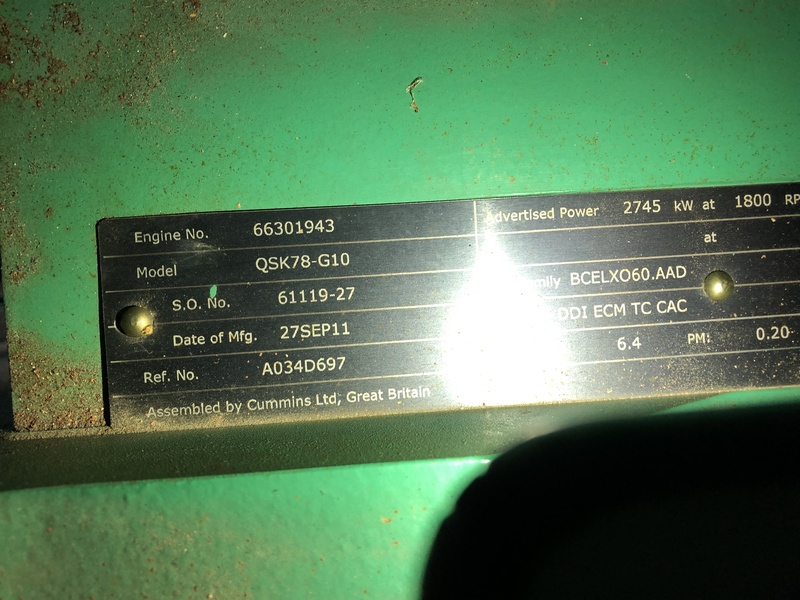 Engine No. 66301943
Model QSK78-G10
S.O. No. 61119-27
Date of Mfg. 27SEP11
Ref. No. A034D697
Assembled by Cummins Ltd, Great Britain
Advertised Power 2745 kW at 1800
at
BCELXO60.AAD
DDI ECM TC CAC
6.4 PM: 0.20